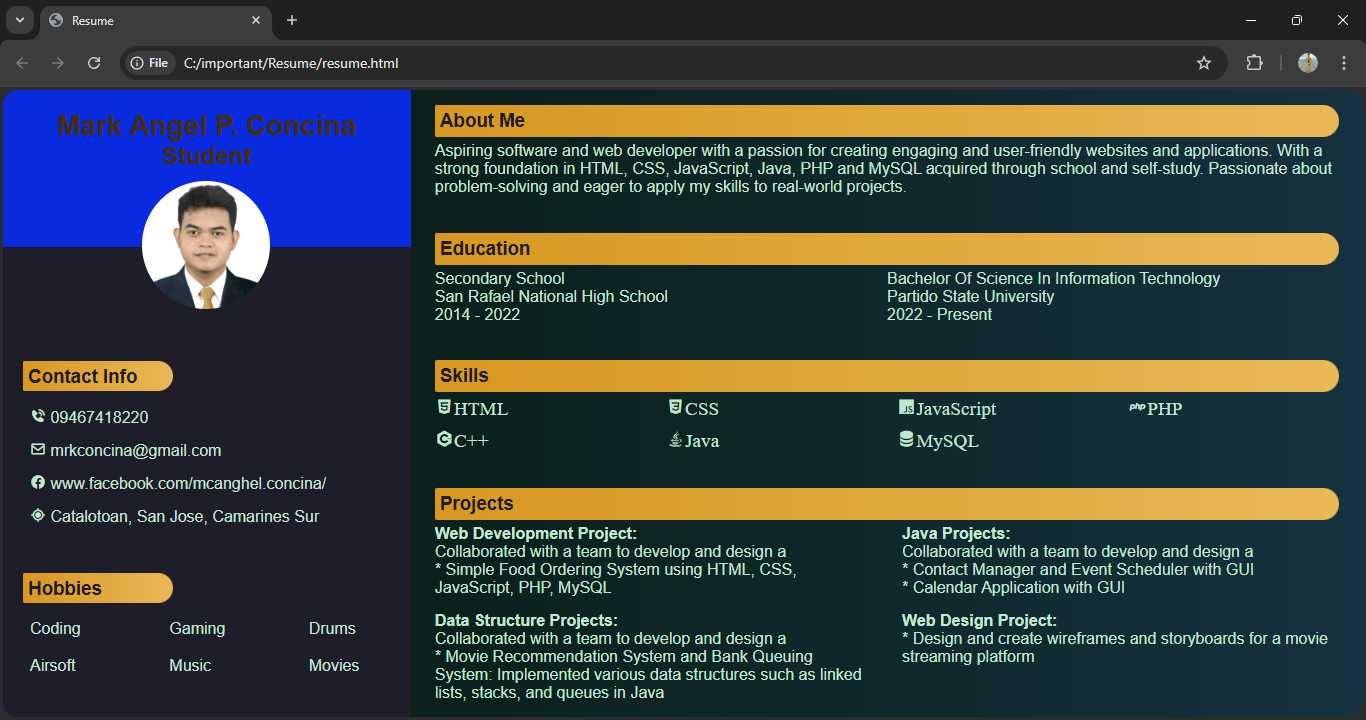 Resume
File C:/important/Resume/resume.html
Mark Angel P. Concina
Student
Contact Info
09467418220
mrkconcina@gmail.com
www.facebook.com/mcanghel.concina/
Catalotoan, San Jose, Camarines Sur
Hobbies
Coding Gaming Drums
Airsoft Music Movies
About Me
Aspiring software and web developer with a passion for creating engaging and user-friendly websites and applications. With a
strong foundation in HTML, CSS, JavaScript, Java, PHP and MySQL acquired through school and self-study. Passionate about
problem-solving and eager to apply my skills to real-world projects.
Education
Secondary School
San Rafael National High School
2014 - 2022
Bachelor Of Science In Information Technology
Partido State University
2022 - Present
Skills
HTML CSS JavaScript php PHP
C++ Java MySQL
Projects
Web Development Project:
Collaborated with a team to develop and design a
* Simple Food Ordering System using HTML, CSS,
JavaScript, PHP, MySQL
Java Projects:
Collaborated with a team to develop and design a
* Contact Manager and Event Scheduler with GUI
* Calendar Application with GUI
Data Structure Projects:
Collaborated with a team to develop and design a
* Movie Recommendation System and Bank Queuing
System: Implemented various data structures such as linked
lists, stacks, and queues in Java
Web Design Project:
* Design and create wireframes and storyboards for a movie
streaming platform